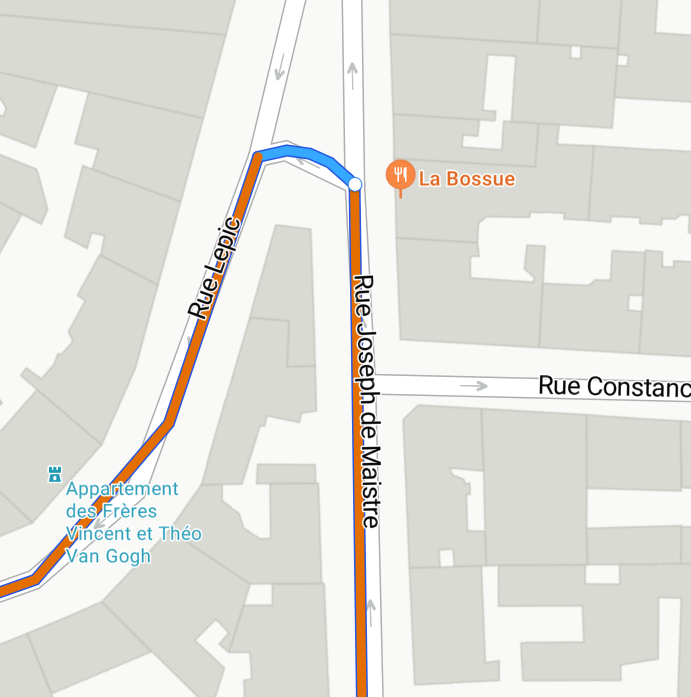 La Bossue
Rue Lepic
Rue Joseph de Maistre
Rue Constanc
Appartement
des Frères
Vincent et Théo
Van Gogh